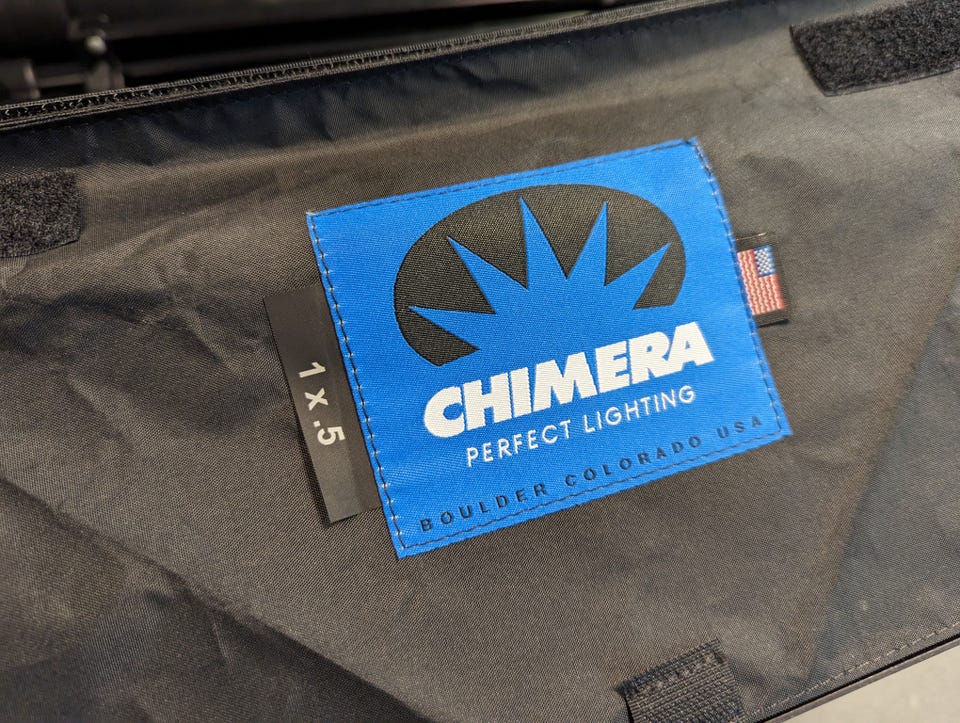 CHIMERA
PERFECT LIGHTING
BOULDER COLORADO USA
1 x .5